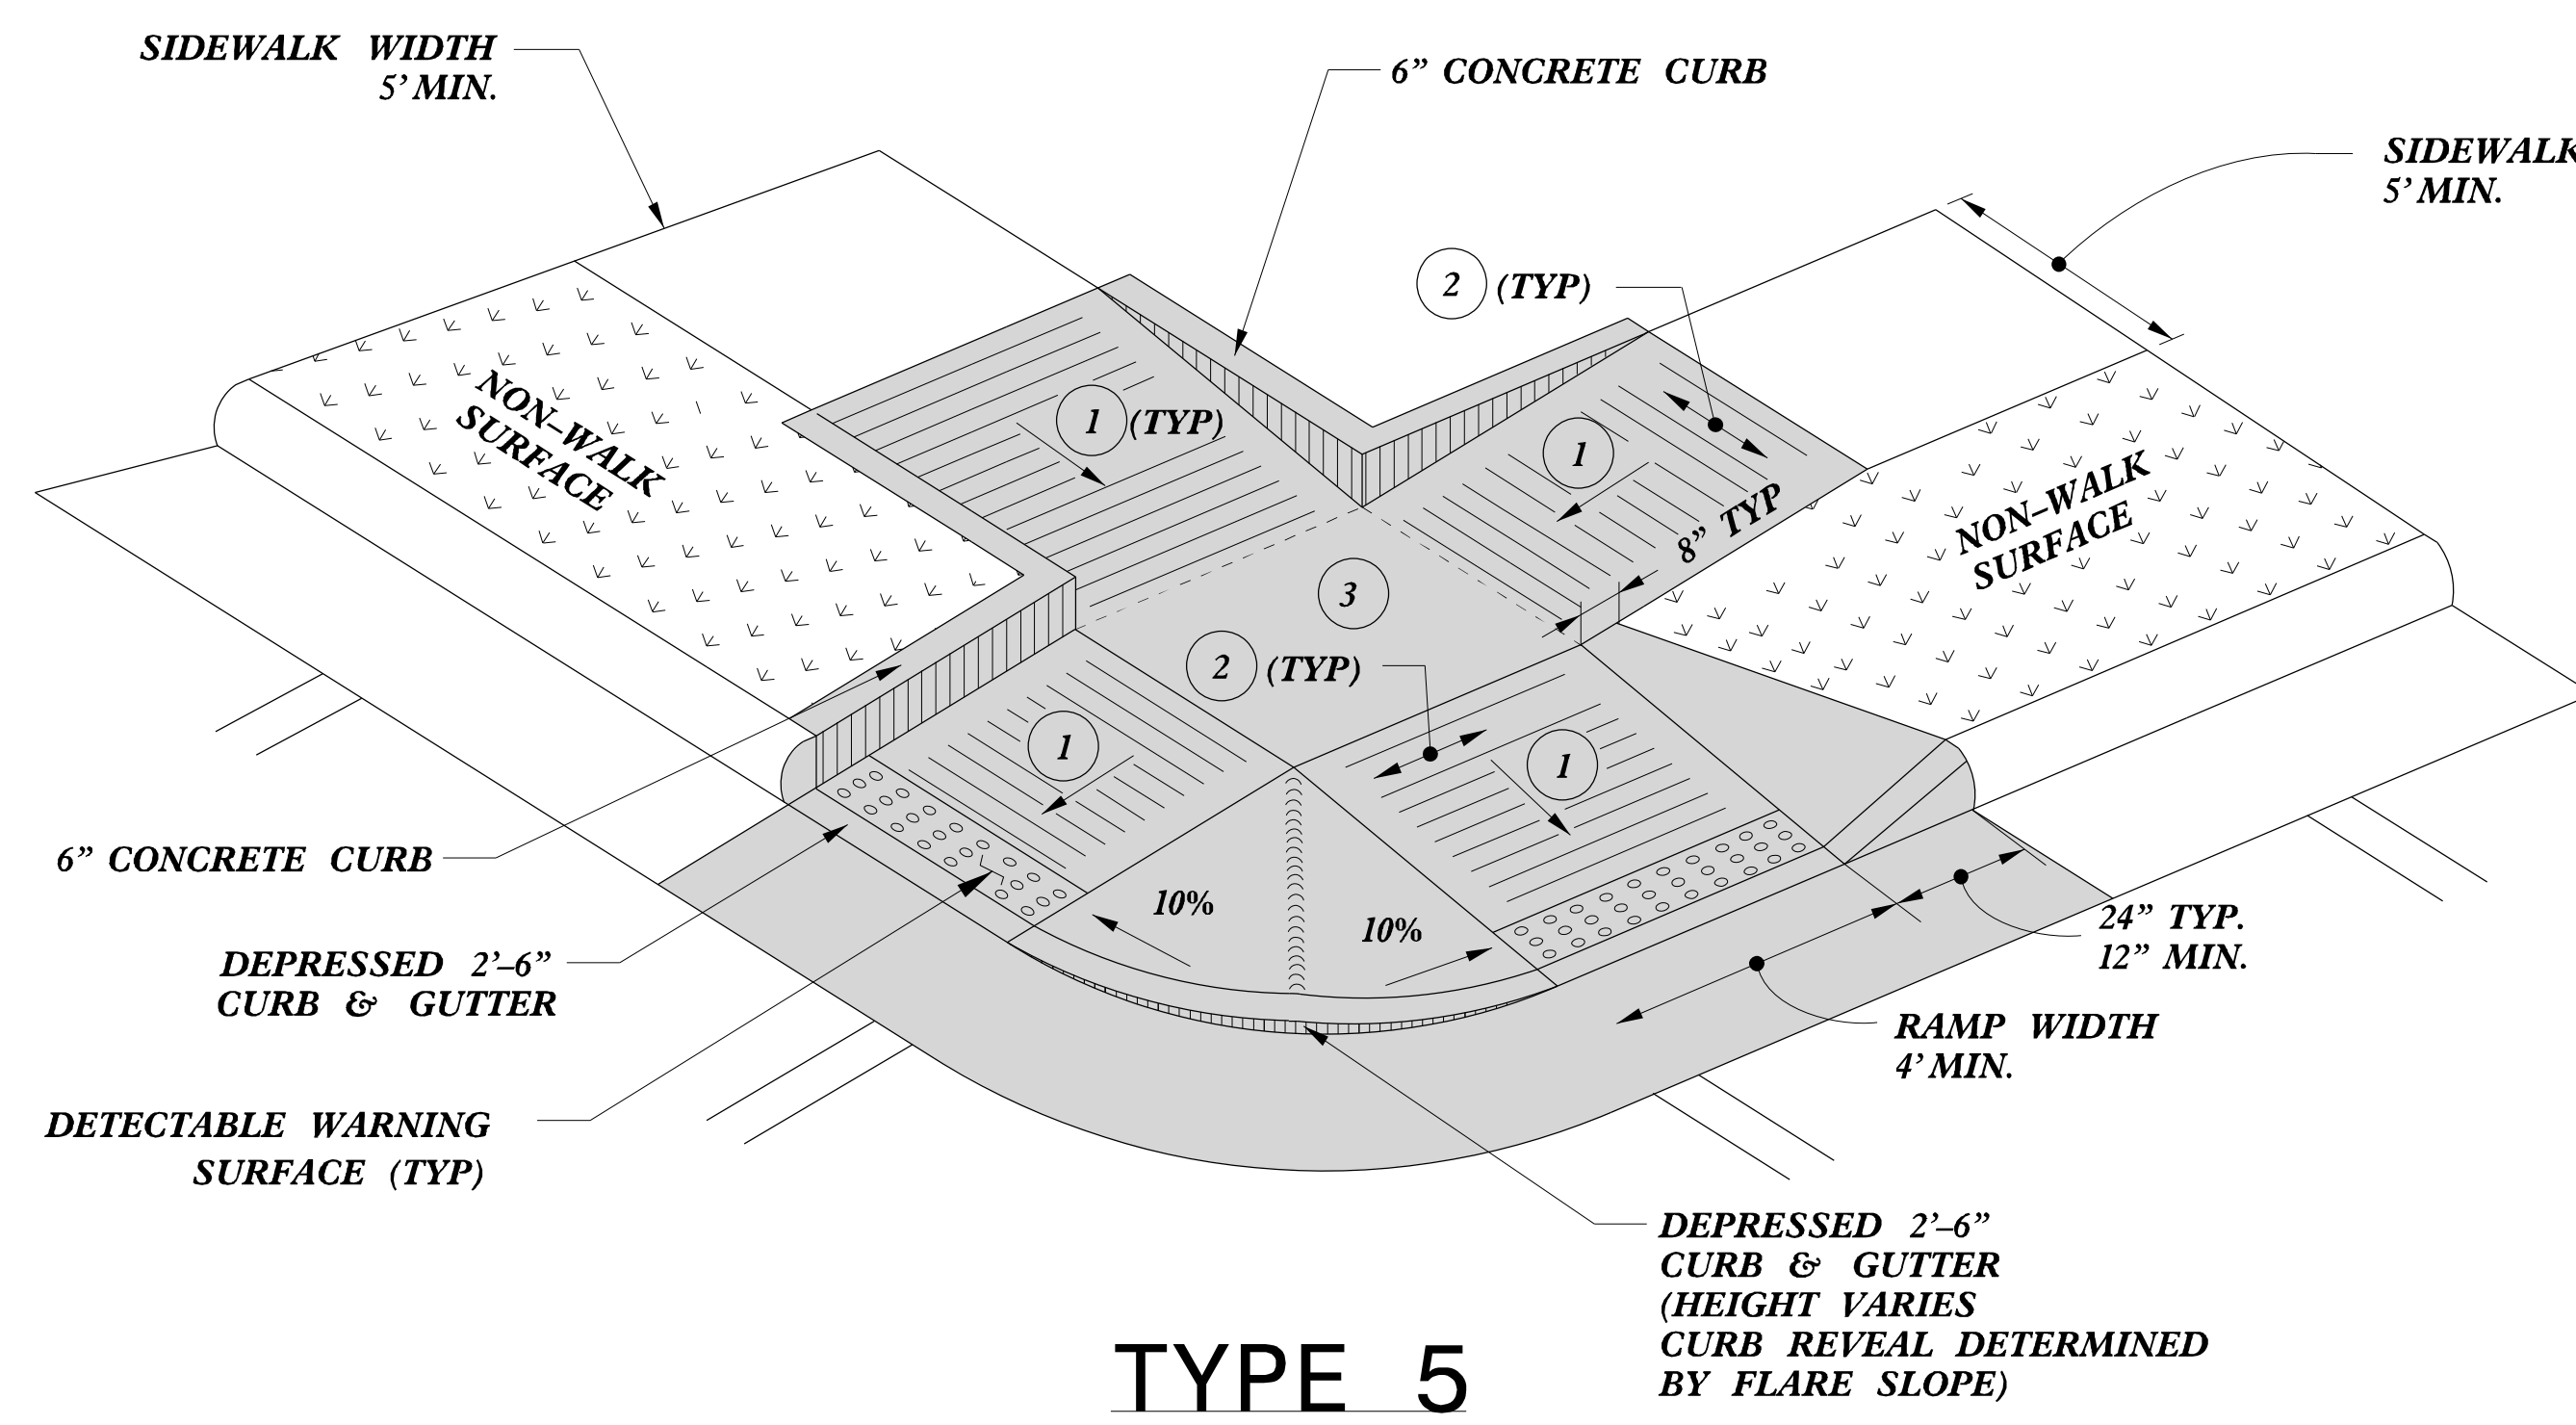 SIDEWALK WIDTH
5’ MIN.
6” CONCRETE CURB
SIDEWALK
5’ MIN.
2 (TYP)
NON–WALK
SURFACE
1 (TYP)
1
8” TYP
NON–WALK
SURFACE
3
2 (TYP)
1
1
6” CONCRETE CURB
10%
10%
24” TYP.
12” MIN.
DEPRESSED 2’–6”
CURB & GUTTER
RAMP WIDTH
4’ MIN.
DETECTABLE WARNING
SURFACE (TYP)
DEPRESSED 2’–6”
CURB & GUTTER
(HEIGHT VARIES
CURB REVEAL DETERMINED
BY FLARE SLOPE)
TYPE 5